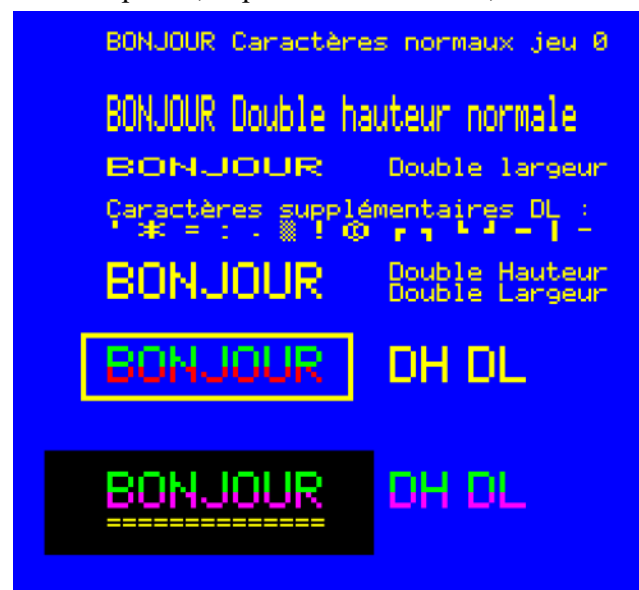 BONJOUR Caractères normaux jeu 0
BONJOUR Double hauteur normale
BONJOUR Double largeur
Caractères supplémentaires DL :
BONJOUR Double Hauteur
Double Largeur
BONJOUR DH DL
BONJOUR DH DL
==============